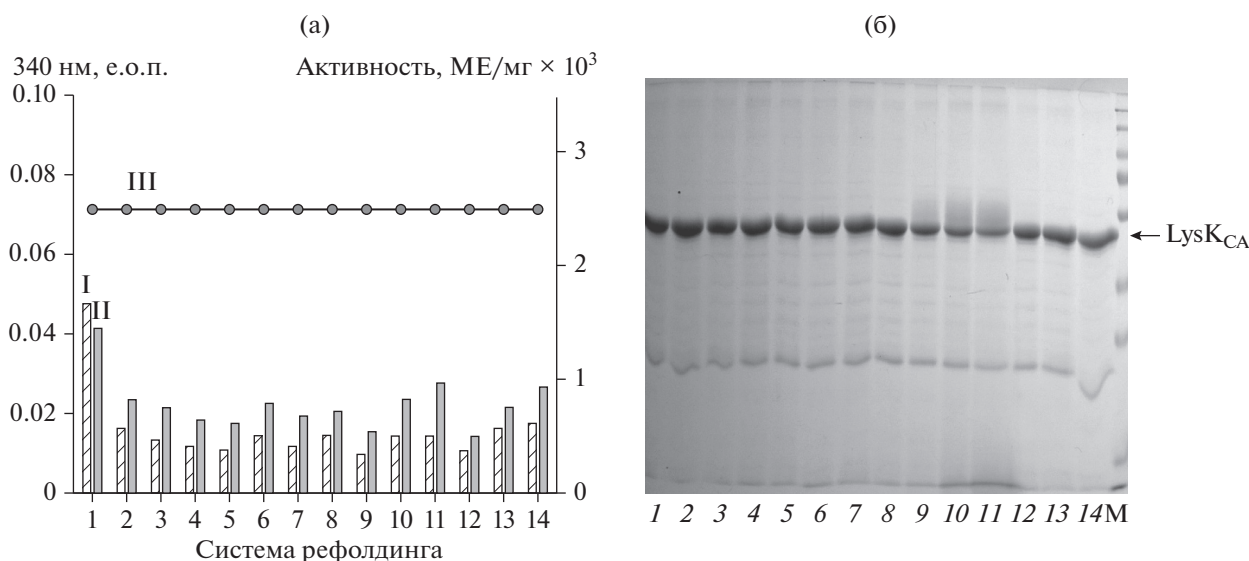 (а)
340 нм, е.о.п.
Активность, МЕ/мг × 10³
0.10
0.08
0.06
0.04
0.02
0
3
2
1
0
III
I
II
1 2 3 4 5 6 7 8 9 10 11 12 13 14
Система рефолдинга
(б)
LysK_CA
1 2 3 4 5 6 7 8 9 10 11 12 13 14 М